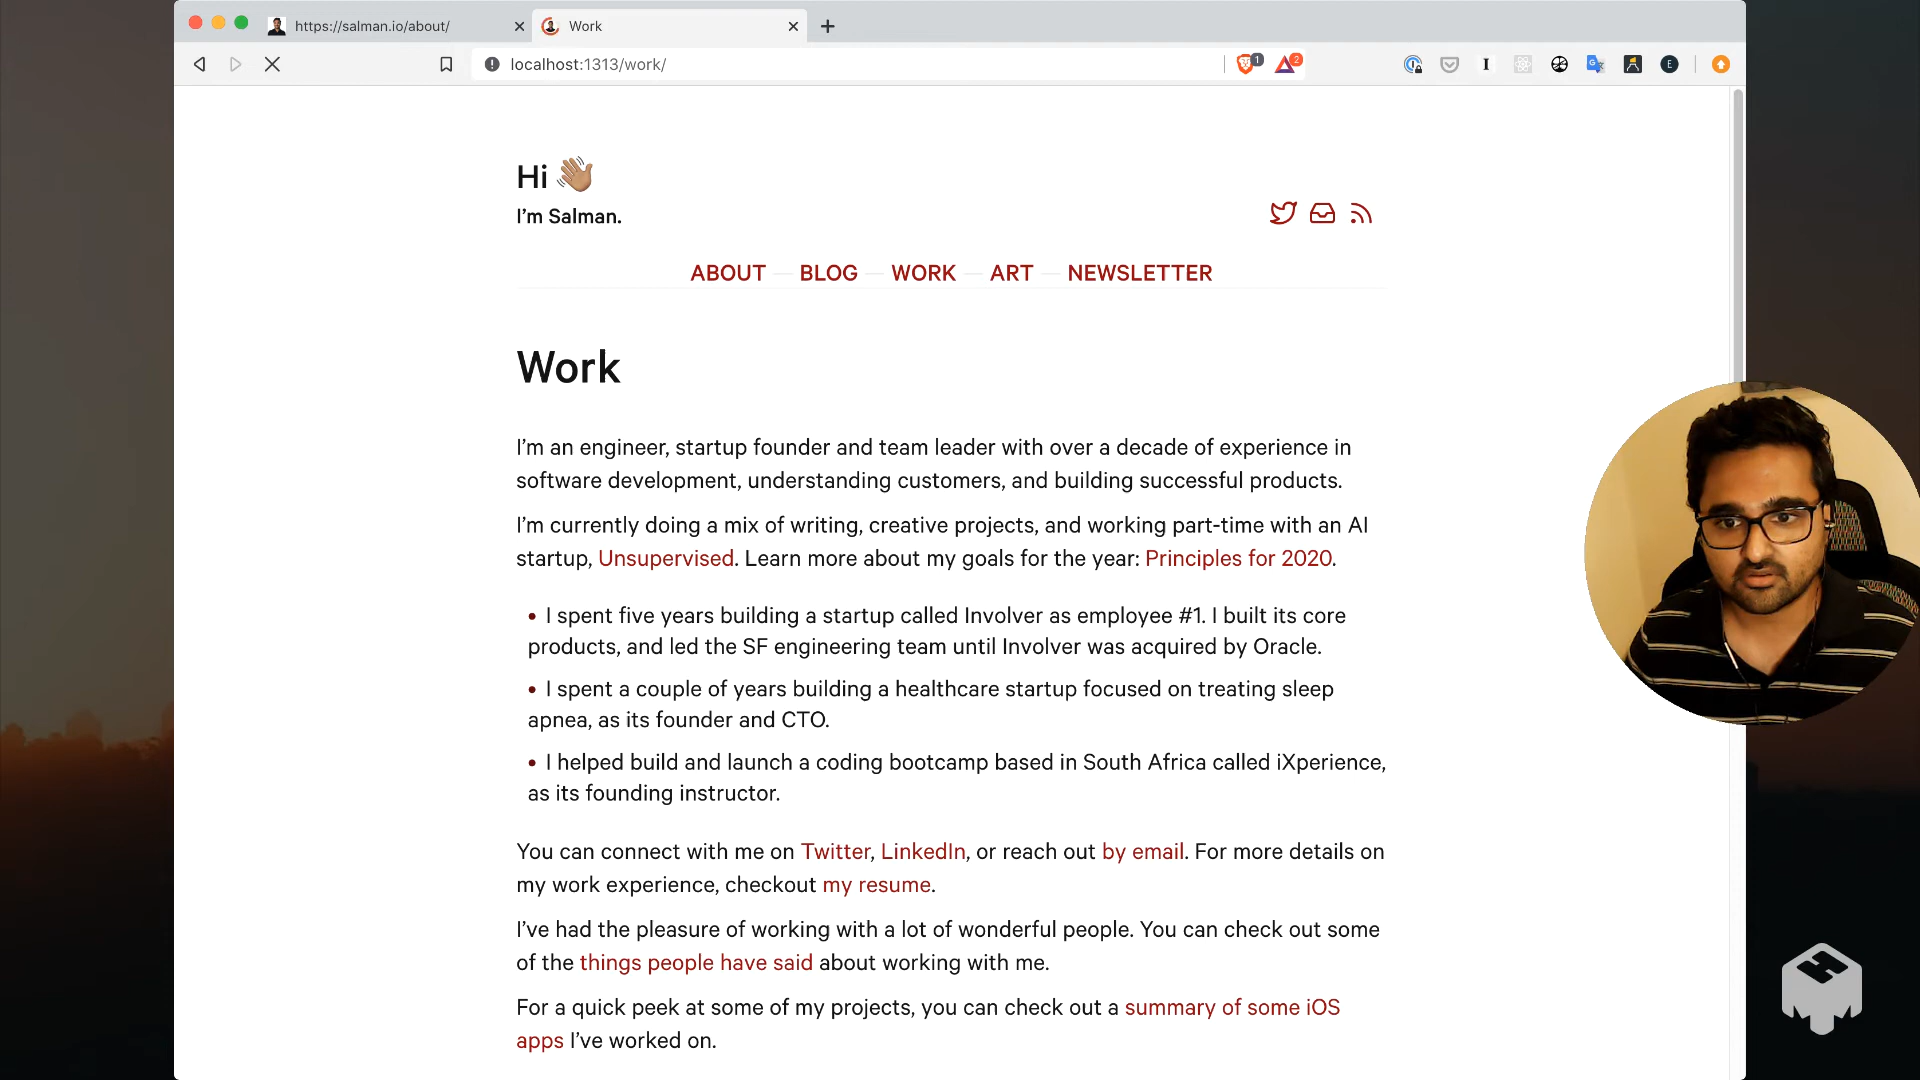 https://salman.io/about/
Work
localhost:1313/work/
1
2
E
Hi 👋🏽
I’m Salman.
ABOUT — BLOG — WORK — ART — NEWSLETTER
Work
I’m an engineer, startup founder and team leader with over a decade of experience in
software development, understanding customers, and building successful products.
I’m currently doing a mix of writing, creative projects, and working part-time with an AI
startup, Unsupervised. Learn more about my goals for the year: Principles for 2020.
• I spent five years building a startup called Involver as employee #1. I built its core
products, and led the SF engineering team until Involver was acquired by Oracle.
• I spent a couple of years building a healthcare startup focused on treating sleep
apnea, as its founder and CTO.
• I helped build and launch a coding bootcamp based in South Africa called iXperience,
as its founding instructor.
You can connect with me on Twitter, LinkedIn, or reach out by email. For more details on
my work experience, checkout my resume.
I’ve had the pleasure of working with a lot of wonderful people. You can check out some
of the things people have said about working with me.
For a quick peek at some of my projects, you can check out a summary of some iOS
apps I’ve worked on.